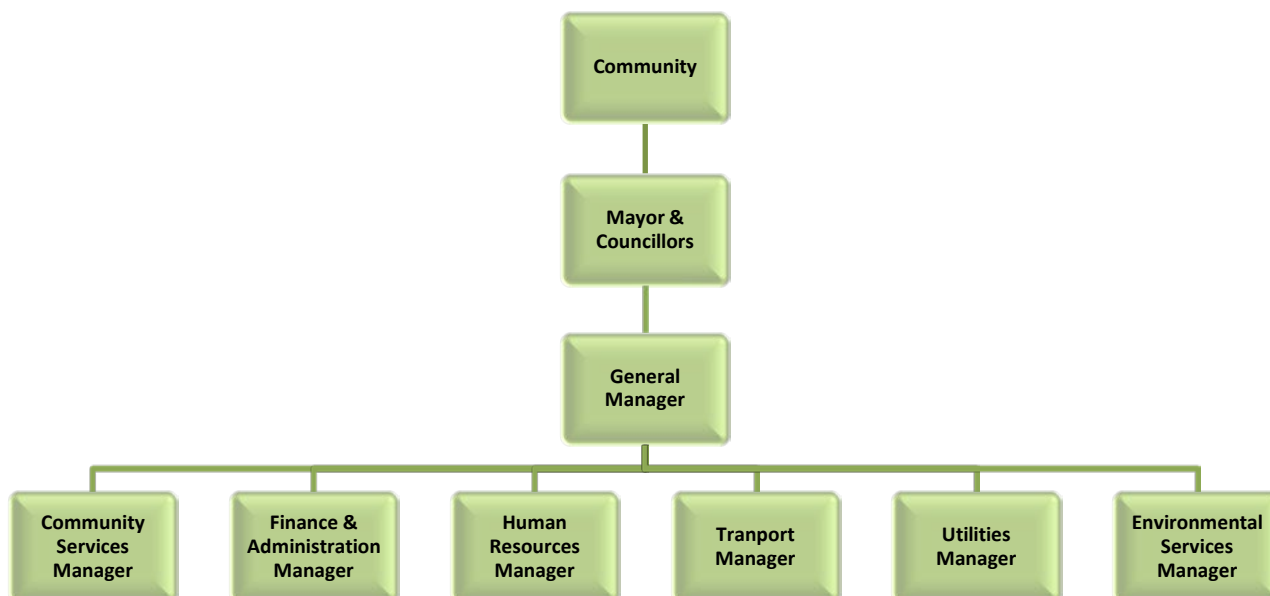 Community
Mayor &
Councillors
General
Manager
Community
Services
Manager
Finance &
Administration
Manager
Human
Resources
Manager
Tranport
Manager
Utilities
Manager
Environmental
Services
Manager